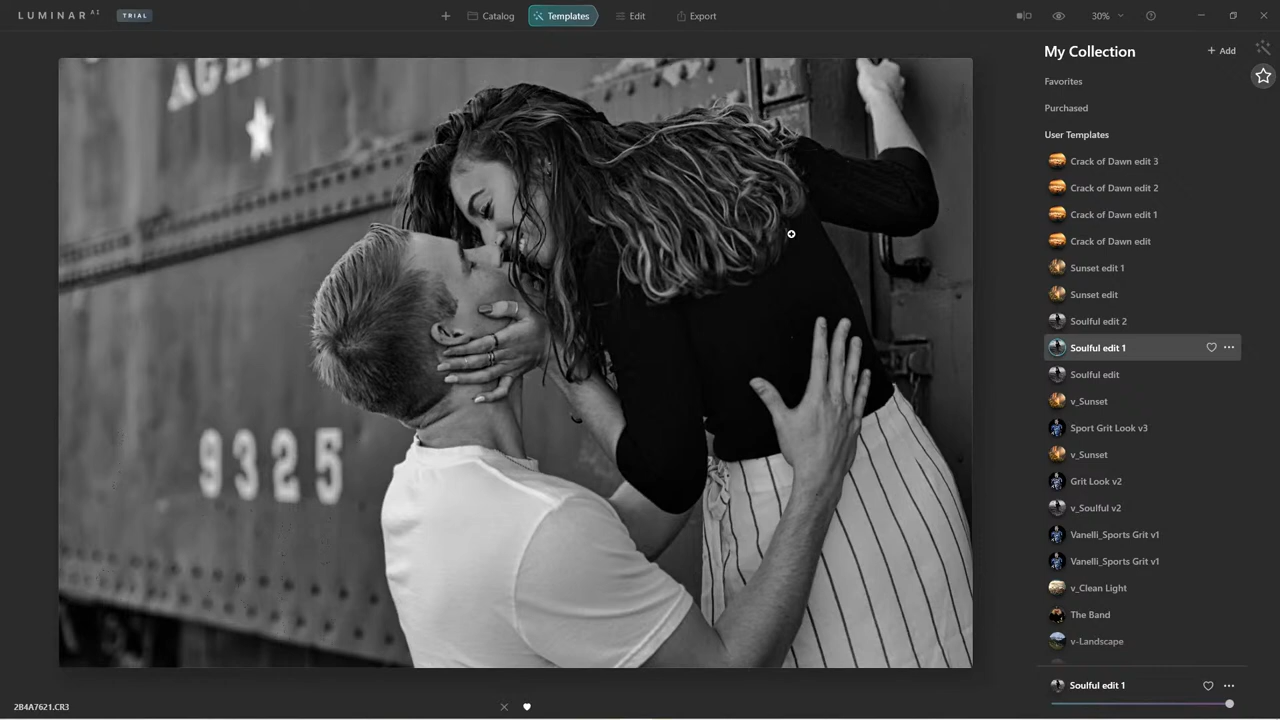 LUMINAR AI
TRIAL
Catalog
Templates
Edit
Export
30%
My Collection
Add
Favorites
Purchased
User Templates
Crack of Dawn edit 3
Crack of Dawn edit 2
Crack of Dawn edit 1
Crack of Dawn edit
Sunset edit 1
Sunset edit
Soulful edit 2
Soulful edit 1
Soulful edit
v_Sunset
Sport Grit Look v3
v_Sunset
Grit Look v2
v_Soulful v2
Vanelli_Sports Grit v1
Vanelli_Sports Grit v1
v_Clean Light
The Band
v-Landscape
Soulful edit 1
9325
2B4A7621.CR3